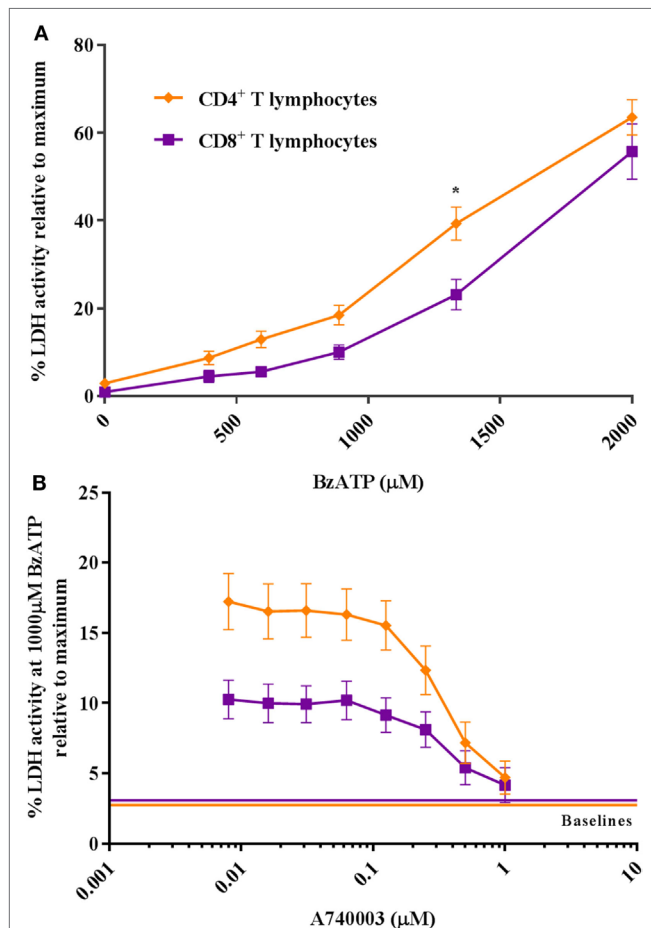 A
80
60
40
20
0
% LDH activity relative to maximum
CD4⁺ T lymphocytes
CD8⁺ T lymphocytes
*
0
500
1000
1500
2000
BzATP (μM)
B
25
20
15
10
5
0
% LDH activity at 1000μM BzATP
relative to maximum
Baselines
0.001
0.01
0.1
1
10
A740003 (μM)